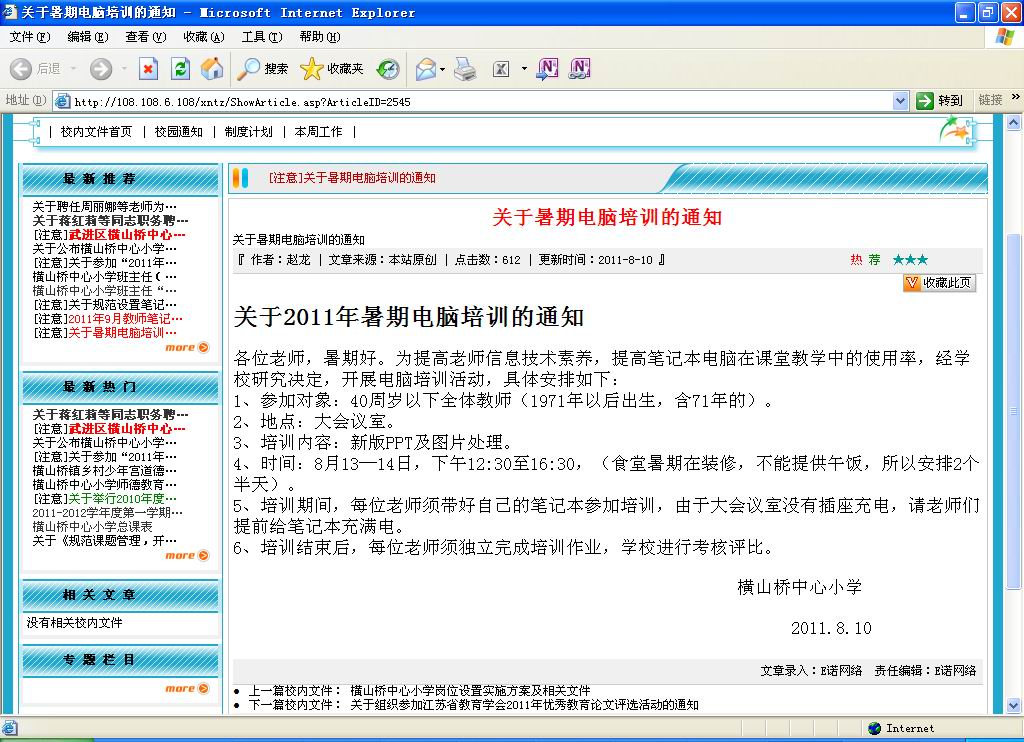 关于暑期电脑培训的通知 - Microsoft Internet Explorer
文件(F) 编辑(E) 查看(V) 收藏(A) 工具(T) 帮助(H)
后退 搜索 收藏夹
地址(D) http://108.108.6.108/xntz/ShowArticle.asp?ArticleID=2545 转到 链接 »
| 校内文件首页 | 校园通知 | 制度计划 | 本周工作 |
最 新 推 荐
关于聘任周丽娜等老师为…
关于蒋红莉等同志职务聘…
[注意]武进区横山桥中心…
关于公布横山桥中心小学…
[注意]关于参加“2011年…
横山桥中心小学班主任(…
横山桥中心小学班主任“…
[注意]关于规范设置笔记…
[注意]2011年9月教师笔记…
[注意]关于暑期电脑培训…
more
最 新 热 门
关于蒋红莉等同志职务聘…
[注意]武进区横山桥中心…
关于公布横山桥中心小学…
[注意]关于参加“2011年…
横山桥镇乡村少年宫道德…
横山桥中心小学师德教育…
[注意]关于举行2010年度…
2011-2012学年度第一学期…
横山桥中心小学总课表
关于《规范课题管理，开…
more
相 关 文 章
没有相关校内文件
专 题 栏 目
more
[注意]关于暑期电脑培训的通知
关于暑期电脑培训的通知
关于暑期电脑培训的通知
『 作者：赵龙 | 文章来源：本站原创 | 点击数：612 | 更新时间：2011-8-10 』 热 荐 ★★★
收藏此页
关于2011年暑期电脑培训的通知
各位老师，暑期好。为提高老师信息技术素养，提高笔记本电脑在课堂教学中的使用率，经学
校研究决定，开展电脑培训活动，具体安排如下：
1、参加对象：40周岁以下全体教师（1971年以后出生，含71年的）。
2、地点：大会议室。
3、培训内容：新版PPT及图片处理。
4、时间：8月13—14日，下午12:30至16:30，（食堂暑期在装修，不能提供午饭，所以安排2个
半天）。
5、培训期间，每位老师须带好自己的笔记本参加培训，由于大会议室没有插座充电，请老师们
提前给笔记本充满电。
6、培训结束后，每位老师须独立完成培训作业，学校进行考核评比。
横山桥中心小学
2011.8.10
文章录入：E诺网络 责任编辑：E诺网络
● 上一篇校内文件： 横山桥中心小学岗位设置实施方案及相关文件
● 下一篇校内文件： 关于组织参加江苏省教育学会2011年优秀教育论文评选活动的通知
Internet